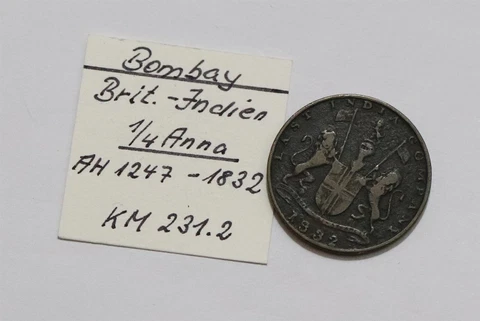 Bombay
Brit.-Indien
1/4 Anna
AH 1247 - 1832
KM 231.2
EAST INDIA COMPANY
1832